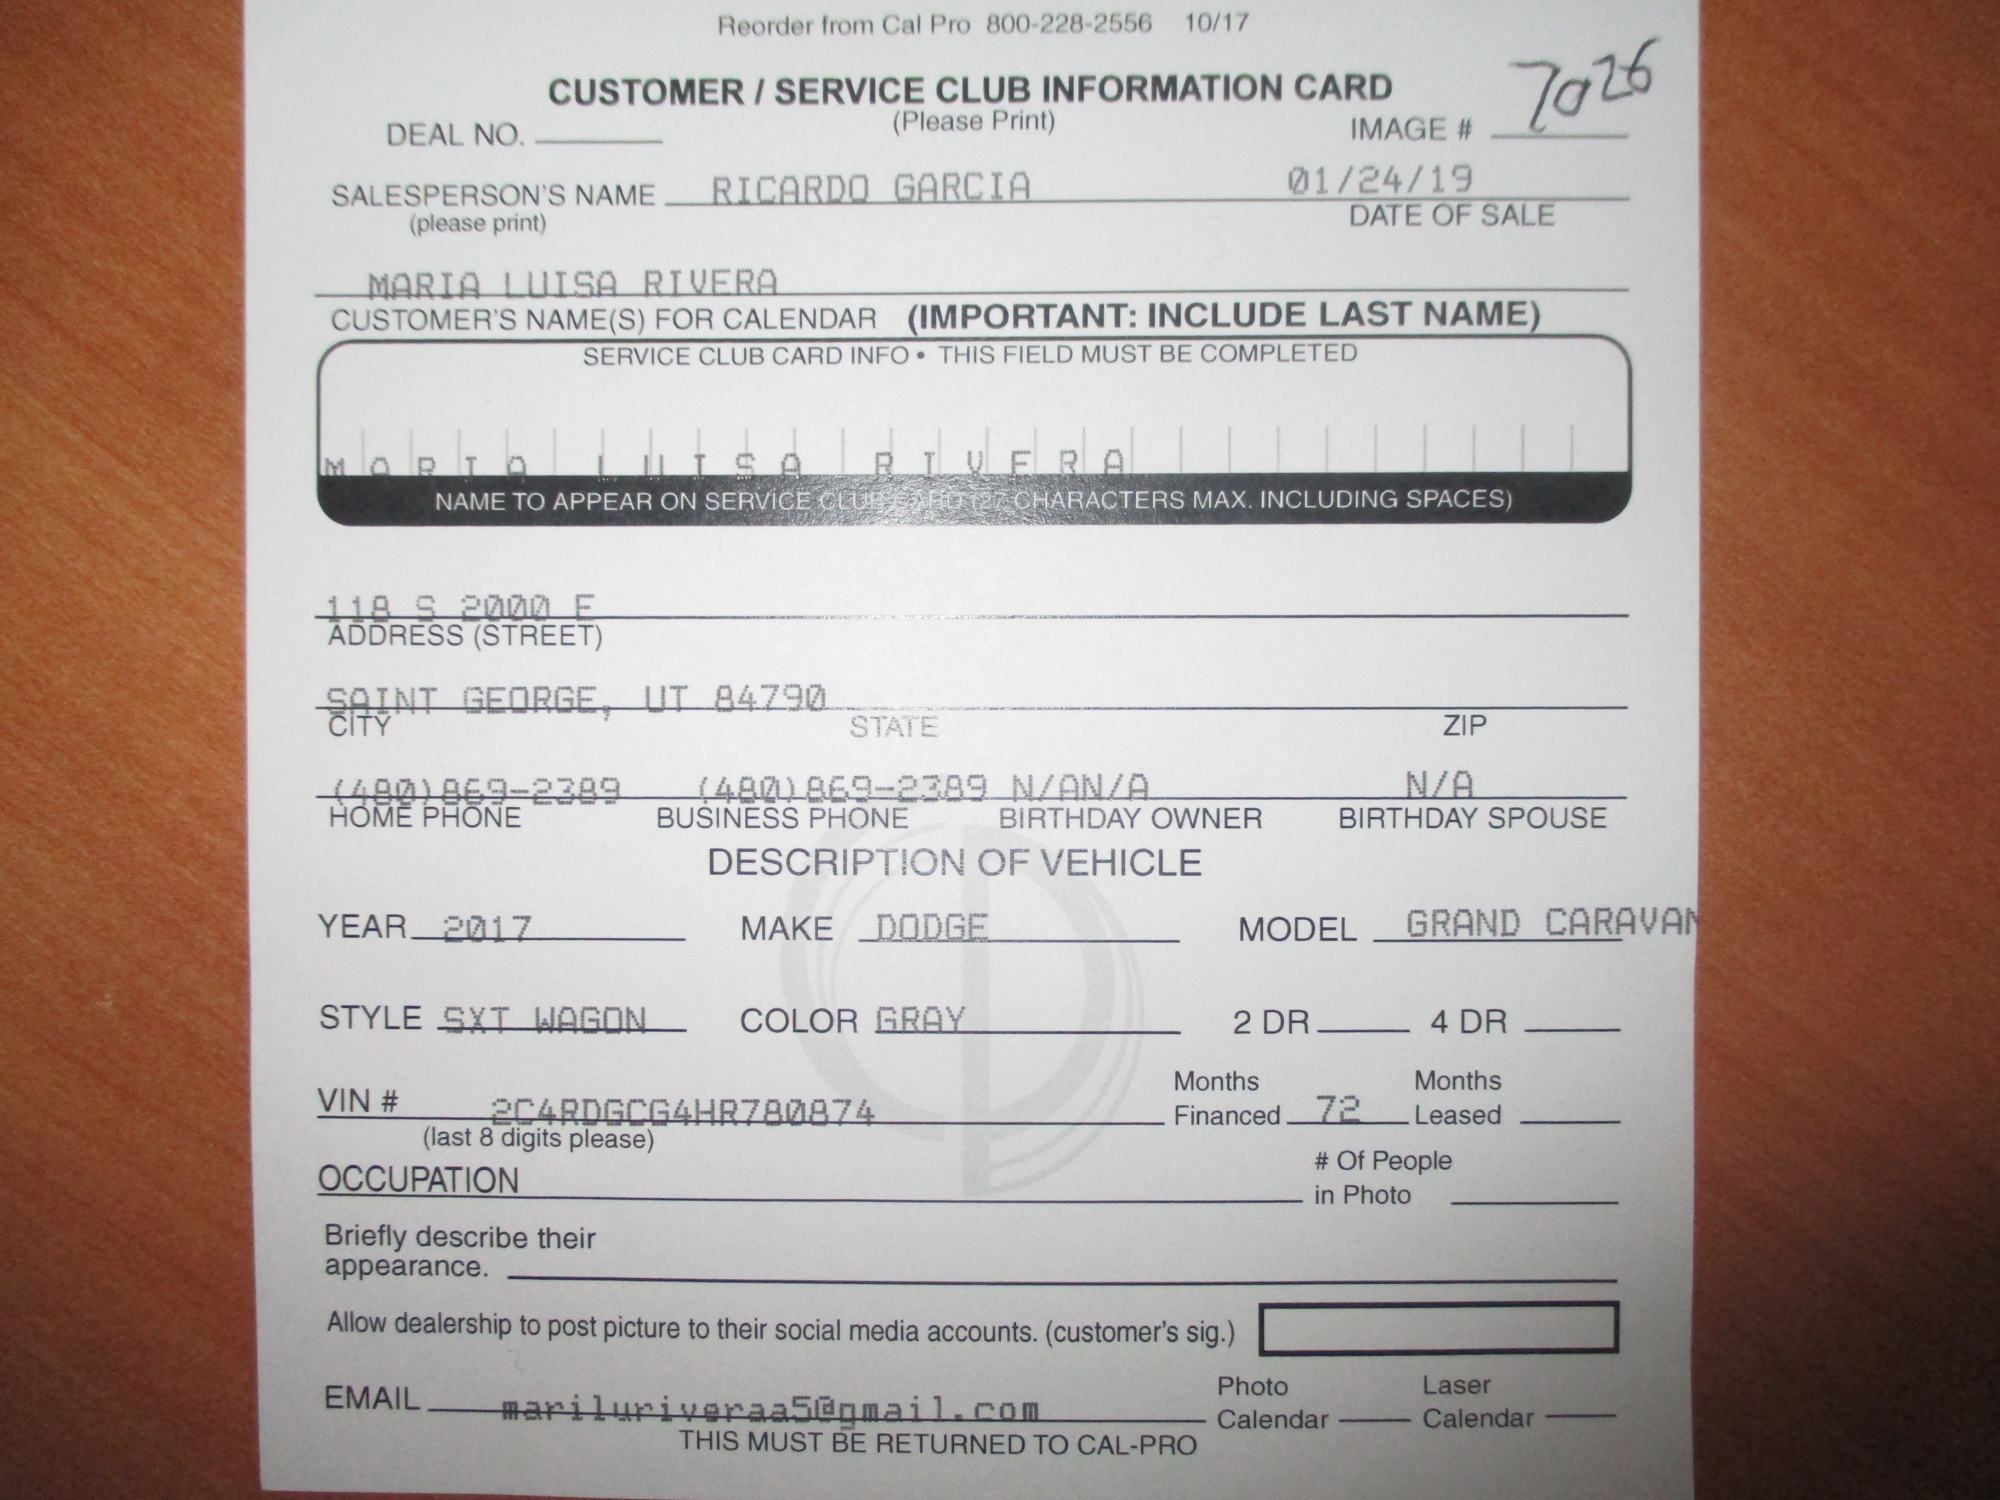 Reorder from Cal Pro 800-228-2556 10/17
CUSTOMER / SERVICE CLUB INFORMATION CARD
(Please Print)
DEAL NO. IMAGE # 7026
SALESPERSON'S NAME RICARDO GARCIA 01/24/19
(please print) DATE OF SALE
MARIA LUISA RIVERA
CUSTOMER'S NAME(S) FOR CALENDAR (IMPORTANT: INCLUDE LAST NAME)
SERVICE CLUB CARD INFO • THIS FIELD MUST BE COMPLETED
MARIA LUISA RIVERA
NAME TO APPEAR ON SERVICE CLUB CARD (27 CHARACTERS MAX. INCLUDING SPACES)
118 S 2000 E
ADDRESS (STREET)
SAINT GEORGE, UT 84790
CITY STATE ZIP
(480)869-2389 (480)869-2389 N/AN/A N/A
HOME PHONE BUSINESS PHONE BIRTHDAY OWNER BIRTHDAY SPOUSE
DESCRIPTION OF VEHICLE
YEAR 2017 MAKE DODGE MODEL GRAND CARAVAN
STYLE SXT WAGON COLOR GRAY 2 DR 4 DR
Months Months
VIN # 2C4RDGCG4HR780874 Financed 72 Leased
(last 8 digits please)
# Of People
OCCUPATION in Photo
Briefly describe their
appearance.
Allow dealership to post picture to their social media accounts. (customer's sig.)
Photo Laser
EMAIL mariluriveraa5@gmail.com Calendar Calendar
THIS MUST BE RETURNED TO CAL-PRO